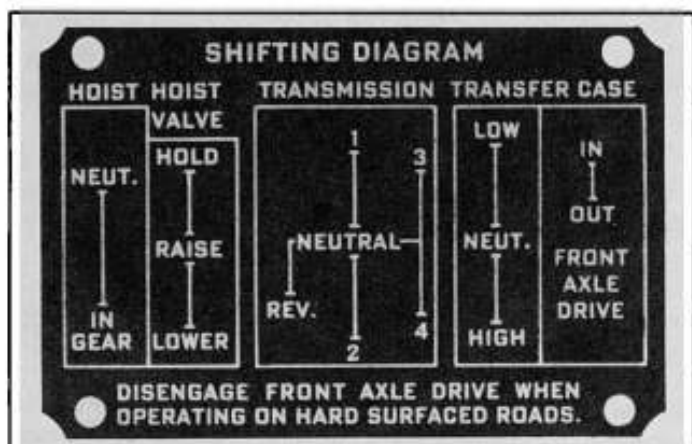 SHIFTING DIAGRAM
HOIST HOIST VALVE TRANSMISSION TRANSFER CASE
NEUT.
IN GEAR
HOLD
RAISE
LOWER
1 3
NEUTRAL
REV.
2 4
LOW
NEUT.
HIGH
IN
OUT
FRONT
AXLE
DRIVE
DISENGAGE FRONT AXLE DRIVE WHEN
OPERATING ON HARD SURFACED ROADS.